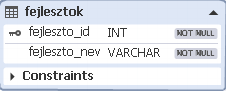 fejlesztok
fejleszto_id INT NOT NULL
fejleszto_nev VARCHAR NOT NULL
Constraints